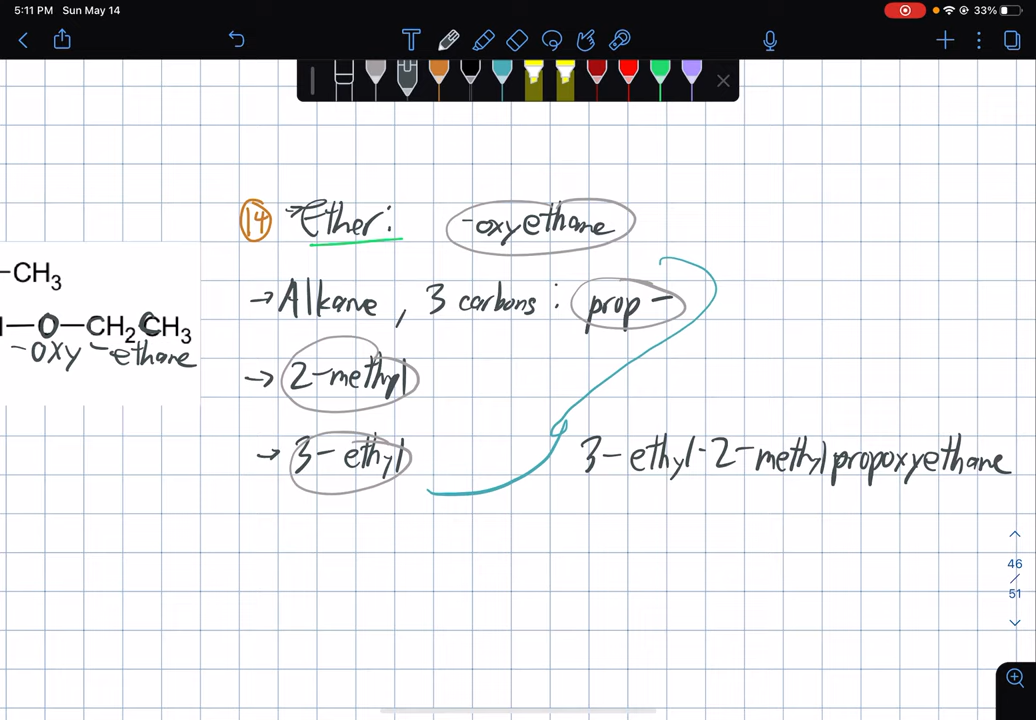 5:11 PM Sun May 14
33%
14 → Ether: -oxyethane
–CH₃
→ Alkane, 3 carbons: prop-
–O–CH₂CH₃
-oxy -ethane
→ 2-methyl
→ 3-ethyl
3-ethyl-2-methylpropoxyethane
46
/
51